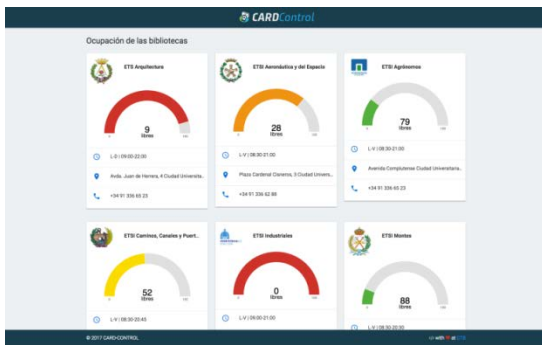 CARDControl
Ocupación de las bibliotecas
ETS Arquitectura
9
libres
L-D | 09:00-22:00
Avda. Juan de Herrera, 4 Ciudad Universita...
+34 91 336 65 23
ETSI Aeronáutica y del Espacio
28
libres
L-V | 08:30-21:00
Plaza Cardenal Cisneros, 3 Ciudad Univers...
+34 91 336 62 88
ETSI Agrónomos
79
libres
L-V | 08:30-21:00
Avenida Complutense Ciudad Universitaria...
+34 91 336 65 23
ETSI Caminos, Canales y Puert...
52
libres
L-V | 08:30-20:45
ETSI Industriales
0
libres
L-V | 09:00-21:00
ETSI Montes
88
libres
L-V | 08:30-20:30
© 2017 CARD-CONTROL